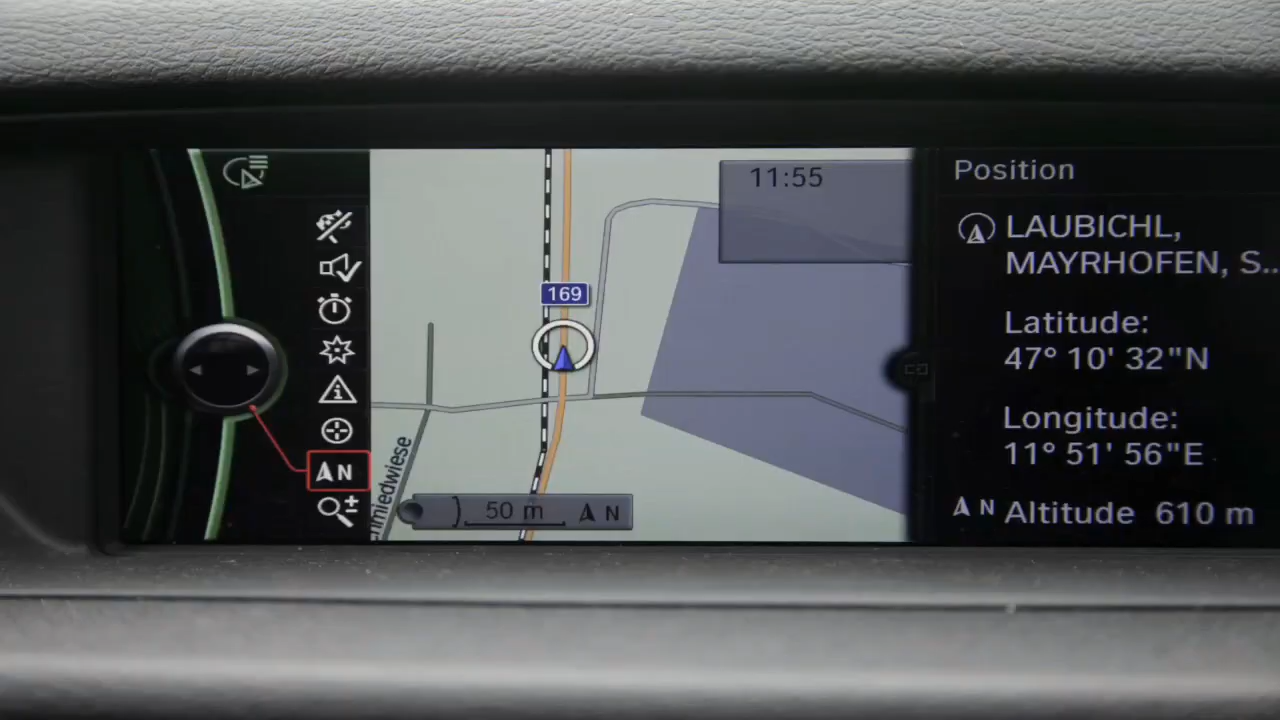 11:55
169
50 m
N
N
Position
LAUBICHL,
MAYRHOFEN, S..
Latitude:
47° 10' 32"N
Longitude:
11° 51' 56"E
N Altitude 610 m